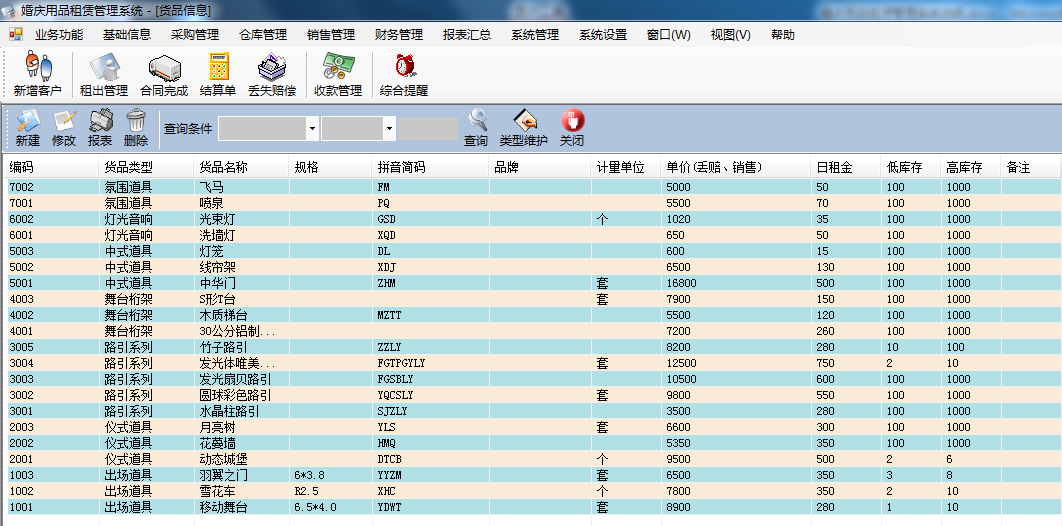 婚庆用品租赁管理系统 - [货品信息]
业务功能 基础信息 采购管理 仓库管理 销售管理 财务管理 报表汇总 系统管理 系统设置 窗口(W) 视图(V) 帮助
新增客户 租出管理 合同完成 结算单 丢失赔偿 收款管理 综合提醒
新建 修改 报表 删除 查询条件 查询 类型维护 关闭
编码 货品类型 货品名称 规格 拼音简码 品牌 计量单位 单价(丢赔、销售) 日租金 低库存 高库存 备注
7002 氛围道具 飞马 FM 5000 50 100 1000
7001 氛围道具 喷泉 PQ 5500 70 100 1000
6002 灯光音响 光束灯 GSD 个 1020 35 100 1000
6001 灯光音响 洗墙灯 XQD 650 50 100 1000
5003 中式道具 灯笼 DL 600 15 100 1000
5002 中式道具 线帘架 XDJ 6500 130 100 1000
5001 中式道具 中华门 ZHM 套 16800 500 100 1000
4003 舞台桁架 S形T台 套 7900 150 100 1000
4002 舞台桁架 木质梯台 MZTT 5500 120 100 1000
4001 舞台桁架 30公分铝制... 7200 260 100 1000
3005 路引系列 竹子路引 ZZLY 8200 280 10 100
3004 路引系列 发光体唯美... FGTPGYLY 套 12500 750 2 10
3003 路引系列 发光扇贝路引 FGSBLY 10500 600 100 1000
3002 路引系列 圆球彩色路引 YQCSLY 套 9800 550 100 1000
3001 路引系列 水晶柱路引 SJZLY 3500 280 100 1000
2003 仪式道具 月亮树 YLS 套 6600 300 100 1000
2002 仪式道具 花蔓墙 HMQ 5350 350 100 1000
2001 仪式道具 动态城堡 DTCB 个 9500 500 2 6
1003 出场道具 羽翼之门 6*3.8 YYZM 套 6500 350 3 8
1002 出场道具 雪花车 R2.5 XHC 个 7800 350 2 10
1001 出场道具 移动舞台 6.5*4.0 YDWT 套 8900 280 1 10